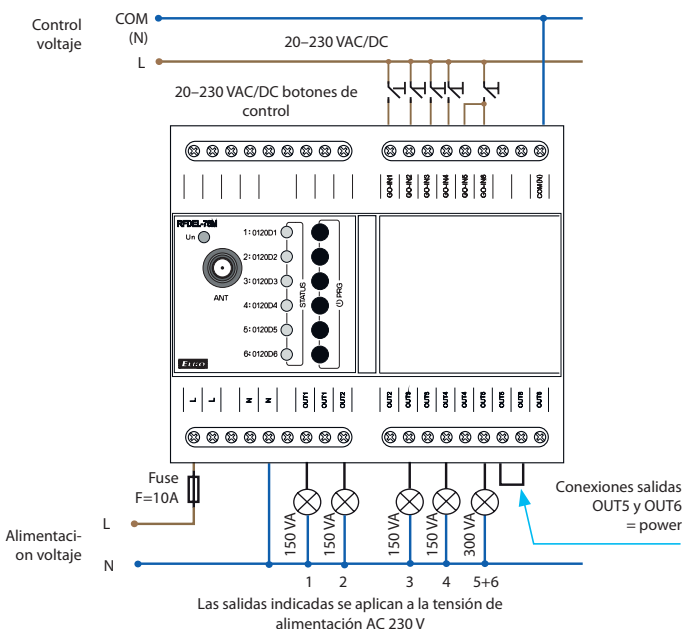 Control
voltaje
COM
(N)
L
20–230 VAC/DC
20–230 VAC/DC botones de
control
GO-IN1
GO-IN2
GO-IN3
GO-IN4
GO-IN5
GO-IN6
COM(N)
RFDEL-76M
Un
ANT
1: 0120D1
2: 0120D2
3: 0120D3
4: 0120D4
5: 0120D5
6: 0120D6
STATUS
PRG
ELKO
L
L
N
N
OUT1
OUT1
OUT2
OUT2
OUT3
OUT3
OUT4
OUT4
OUT5
OUT5
OUT6
OUT6
Fuse
F=10A
L
Alimentaci-
on voltaje
N
150 VA
150 VA
150 VA
150 VA
300 VA
1
2
3
4
5+6
Conexiones salidas
OUT5 y OUT6
= power
Las salidas indicadas se aplican a la tensión de
alimentación AC 230 V